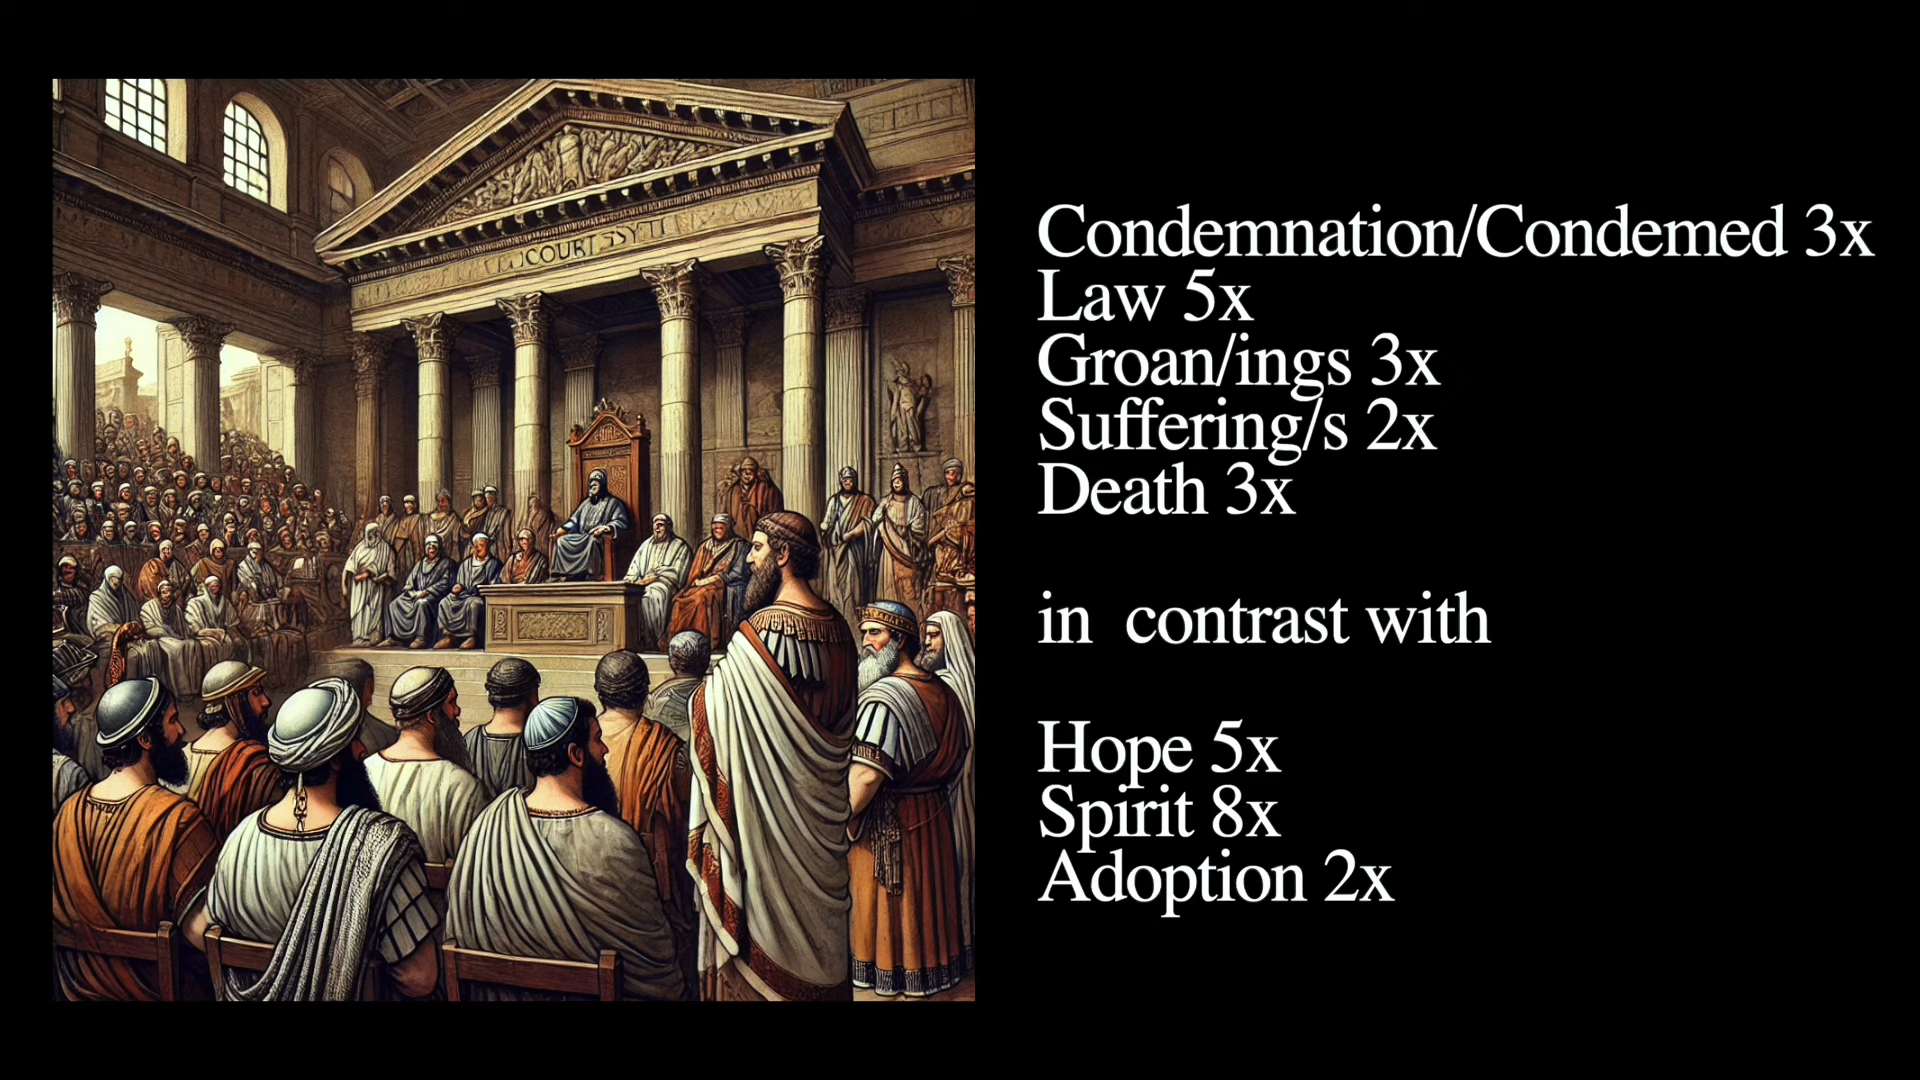 COURT
Condemnation/Condemed 3x
Law 5x
Groan/ings 3x
Suffering/s 2x
Death 3x
in  contrast with
Hope 5x
Spirit 8x
Adoption 2x